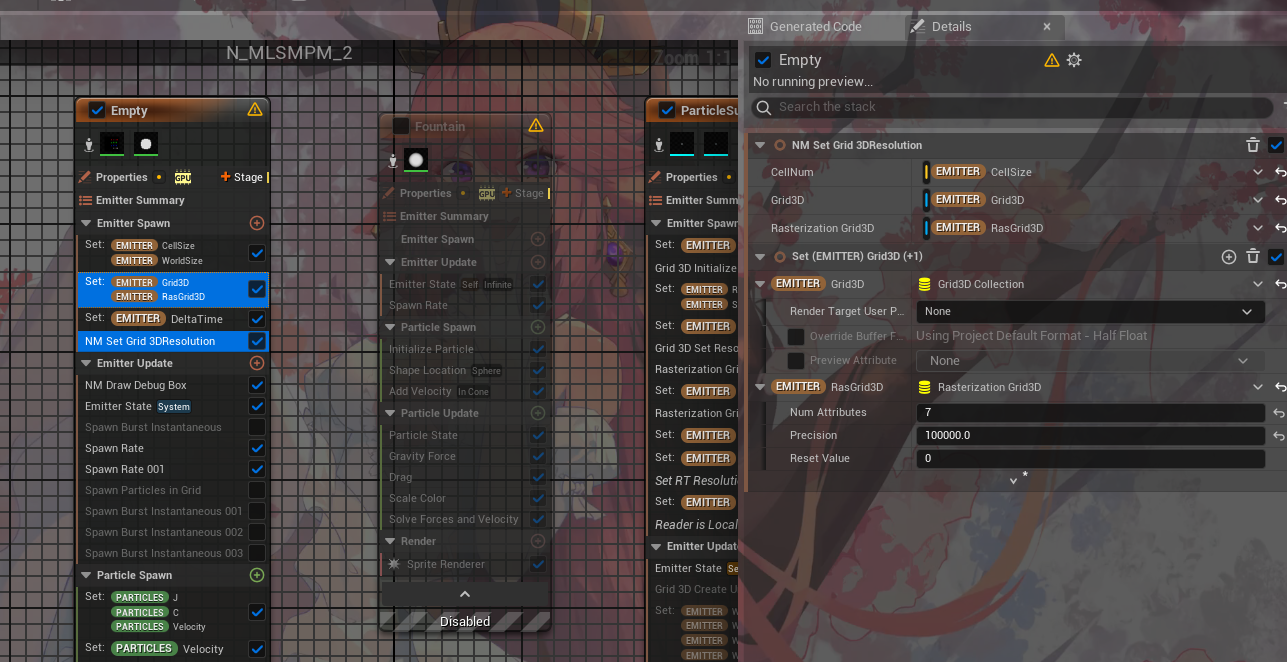 N_MLSMPM_2
Zoom 1:1
Empty
Properties
GPU
Stage
Emitter Summary
Emitter Spawn
Set: EMITTER CellSize
EMITTER WorldSize
Set: EMITTER Grid3D
EMITTER RasGrid3D
Set: EMITTER DeltaTime
NM Set Grid 3DResolution
Emitter Update
NM Draw Debug Box
Emitter State System
Spawn Burst Instantaneous
Spawn Rate
Spawn Rate 001
Spawn Particles in Grid
Spawn Burst Instantaneous 001
Spawn Burst Instantaneous 002
Spawn Burst Instantaneous 003
Particle Spawn
Set: PARTICLES J
PARTICLES C
PARTICLES Velocity
Set: PARTICLES Velocity
Fountain
Properties
GPU
Stage
Emitter Summary
Emitter Spawn
Emitter Update
Emitter State Self Infinite
Spawn Rate
Particle Spawn
Initialize Particle
Shape Location Sphere
Add Velocity In Cone
Particle Update
Particle State
Gravity Force
Drag
Scale Color
Solve Forces and Velocity
Render
Sprite Renderer
Disabled
ParticleSu
Properties
Emitter Summ
Emitter Spawn
Set: EMITTER
Grid 3D Initialize
Set: EMITTER R
EMITTER S
Set: EMITTER
Grid 3D Set Reso
Rasterization Gri
Set: EMITTER
Rasterization Gri
Set: EMITTER
Set: EMITTER
Set RT Resolutio
Set: EMITTER
Reader is Local
Emitter Updat
Emitter State Se
Grid 3D Create U
Set: EMITTER W
EMITTER W
EMITTER W
EMITTER W
Generated Code
Details
Empty
No running preview...
Search the stack
NM Set Grid 3DResolution
CellNum EMITTER CellSize
Grid3D EMITTER Grid3D
Rasterization Grid3D EMITTER RasGrid3D
Set (EMITTER) Grid3D (+1)
EMITTER Grid3D Grid3D Collection
Render Target User P... None
Override Buffer F... Using Project Default Format - Half Float
Preview Attribute None
EMITTER RasGrid3D Rasterization Grid3D
Num Attributes 7
Precision 100000.0
Reset Value 0
*